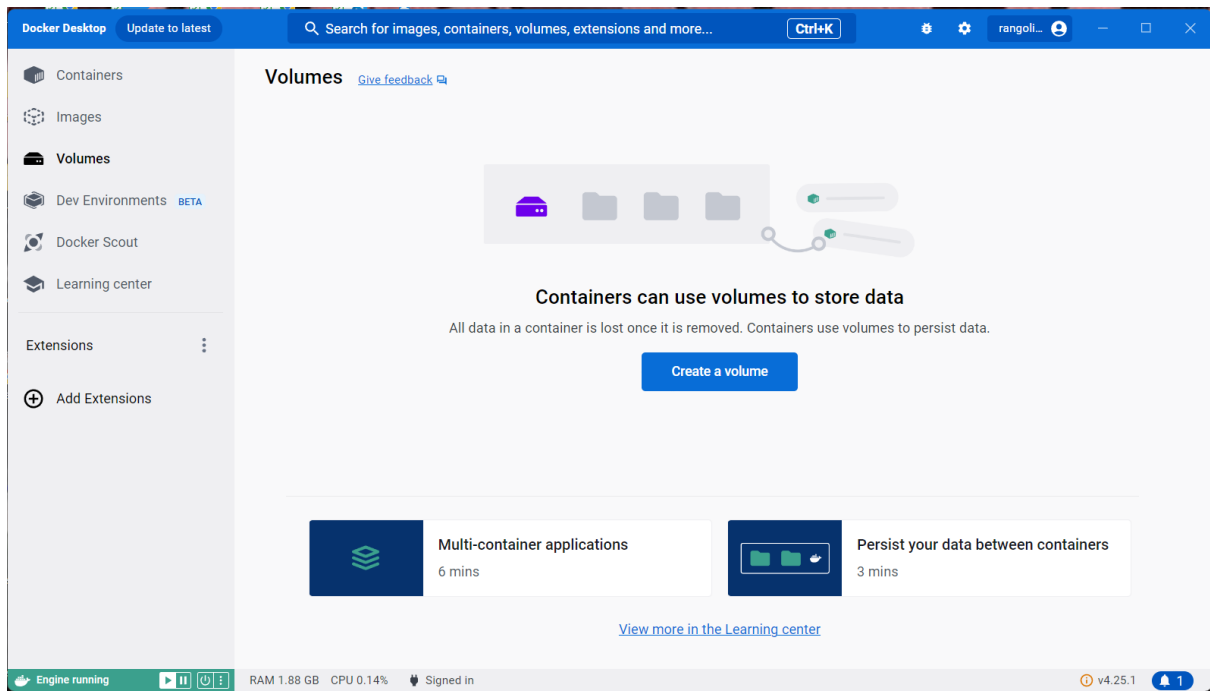 Docker Desktop
Update to latest
Search for images, containers, volumes, extensions and more...
Ctrl+K
rangoli...
Containers
Images
Volumes
Dev Environments BETA
Docker Scout
Learning center
Extensions
Add Extensions
Volumes
Give feedback
Containers can use volumes to store data
All data in a container is lost once it is removed. Containers use volumes to persist data.
Create a volume
Multi-container applications
6 mins
Persist your data between containers
3 mins
View more in the Learning center
Engine running
RAM 1.88 GB CPU 0.14% Signed in
v4.25.1
1